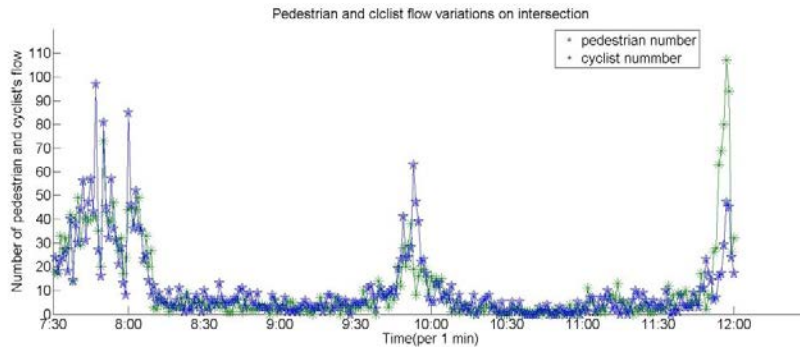 Pedestrian and clclist flow variations on intersection
pedestrian number
cyclist nummber
Number of pedestrian and cyclist's flow
110
100
90
80
70
60
50
40
30
20
10
0
7:30 8:00 8:30 9:00 9:30 10:00 10:30 11:00 11:30 12:00
Time(per 1 min)